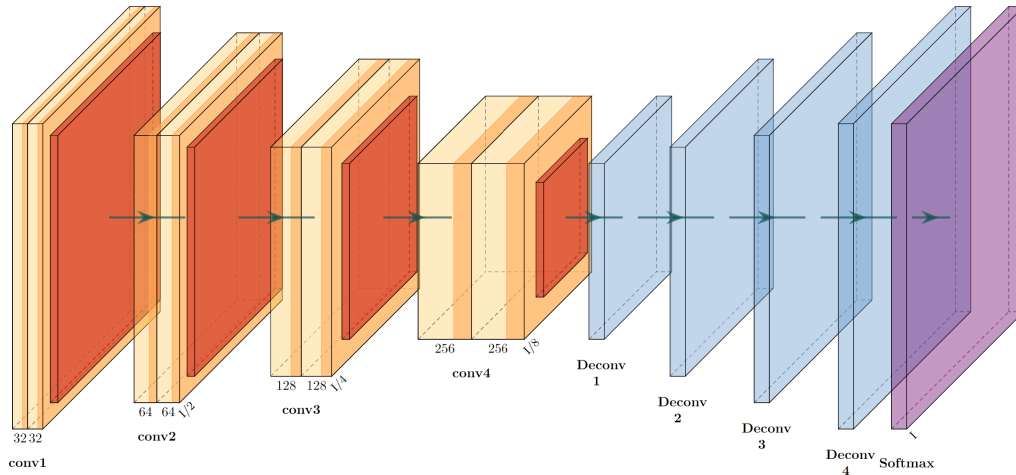 32 32
conv1
64 64 1/2
conv2
128 128 1/4
conv3
256 256 1/8
conv4
Deconv
1
Deconv
2
Deconv
3
Deconv
4
1
Softmax